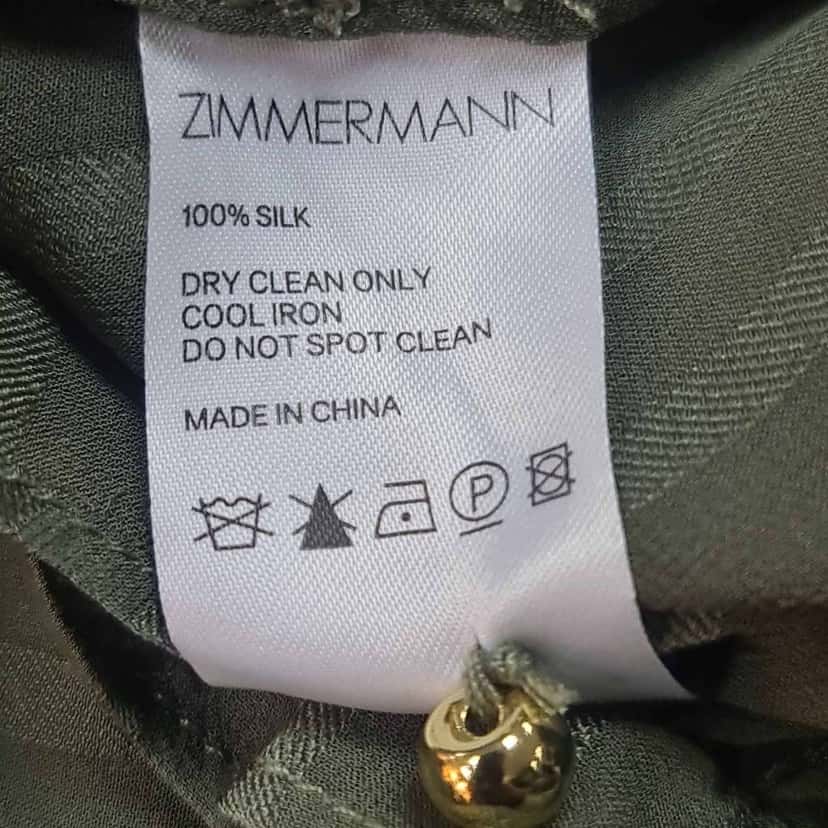 ZIMMERMANN
100% SILK
DRY CLEAN ONLY
COOL IRON
DO NOT SPOT CLEAN
MADE IN CHINA
P